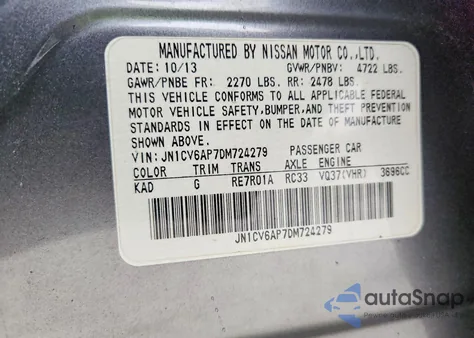 MANUFACTURED BY NISSAN MOTOR CO., LTD.
DATE: 10/13 GVWR/PNBV: 4722 LBS.
GAWR/PNBE FR: 2270 LBS. RR: 2478 LBS.
THIS VEHICLE CONFORMS TO ALL APPLICABLE FEDERAL
MOTOR VEHICLE SAFETY, BUMPER, AND THEFT PREVENTION
STANDARDS IN EFFECT ON THE DATE OF MANUFACTURE
SHOWN ABOVE.
VIN: JN1CV6AP7DM724279 PASSENGER CAR
COLOR TRIM TRANS AXLE ENGINE
KAD G RE7R01A RC33 VQ37(VHR) 3696CC
JN1CV6AP7DM724279
autoSnap